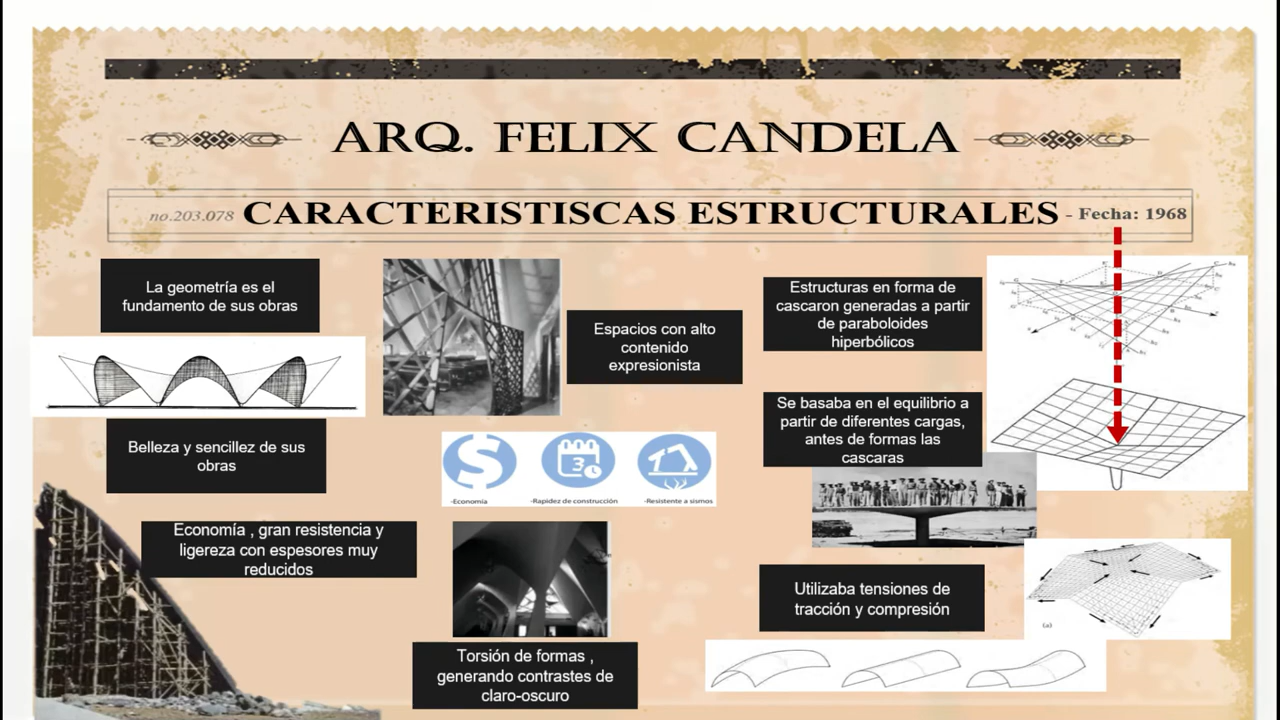 ARQ. FELIX CANDELA
no.203.078 CARACTERISTISCAS ESTRUCTURALES - Fecha: 1968
La geometría es el
fundamento de sus obras
Espacios con alto
contenido
expresionista
Estructuras en forma de
cascaron generadas a partir
de paraboloides
hiperbólicos
Se basaba en el equilibrio a
partir de diferentes cargas,
antes de formas las
cascaras
Belleza y sencillez de sus
obras
3
-Economía
-Rapidez de construcción
-Resistente a sismos
Economía , gran resistencia y
ligereza con espesores muy
reducidos
Utilizaba tensiones de
tracción y compresión
(a)
Torsión de formas ,
generando contrastes de
claro-oscuro